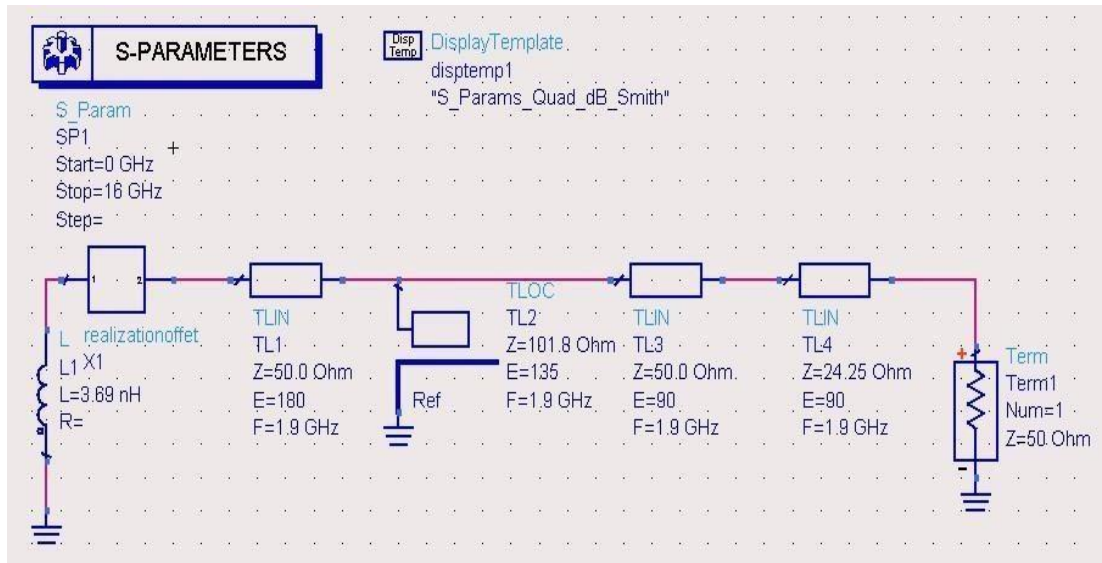 S-PARAMETERS
Disp
Temp
DisplayTemplate
disptemp1
"S_Params_Quad_dB_Smith"
S_Param
SP1
Start=0 GHz
Stop=16 GHz
Step=
1
2
L
L1
L=3.69 nH
R=
realizationoffet
X1
TLIN
TL1
Z=50.0 Ohm
E=180
F=1.9 GHz
Ref
TLOC
TL2
Z=101.8 Ohm
E=135
F=1.9 GHz
TLIN
TL3
Z=50.0 Ohm
E=90
F=1.9 GHz
TLIN
TL4
Z=24.25 Ohm
E=90
F=1.9 GHz
+
-
Term
Term1
Num=1
Z=50 Ohm